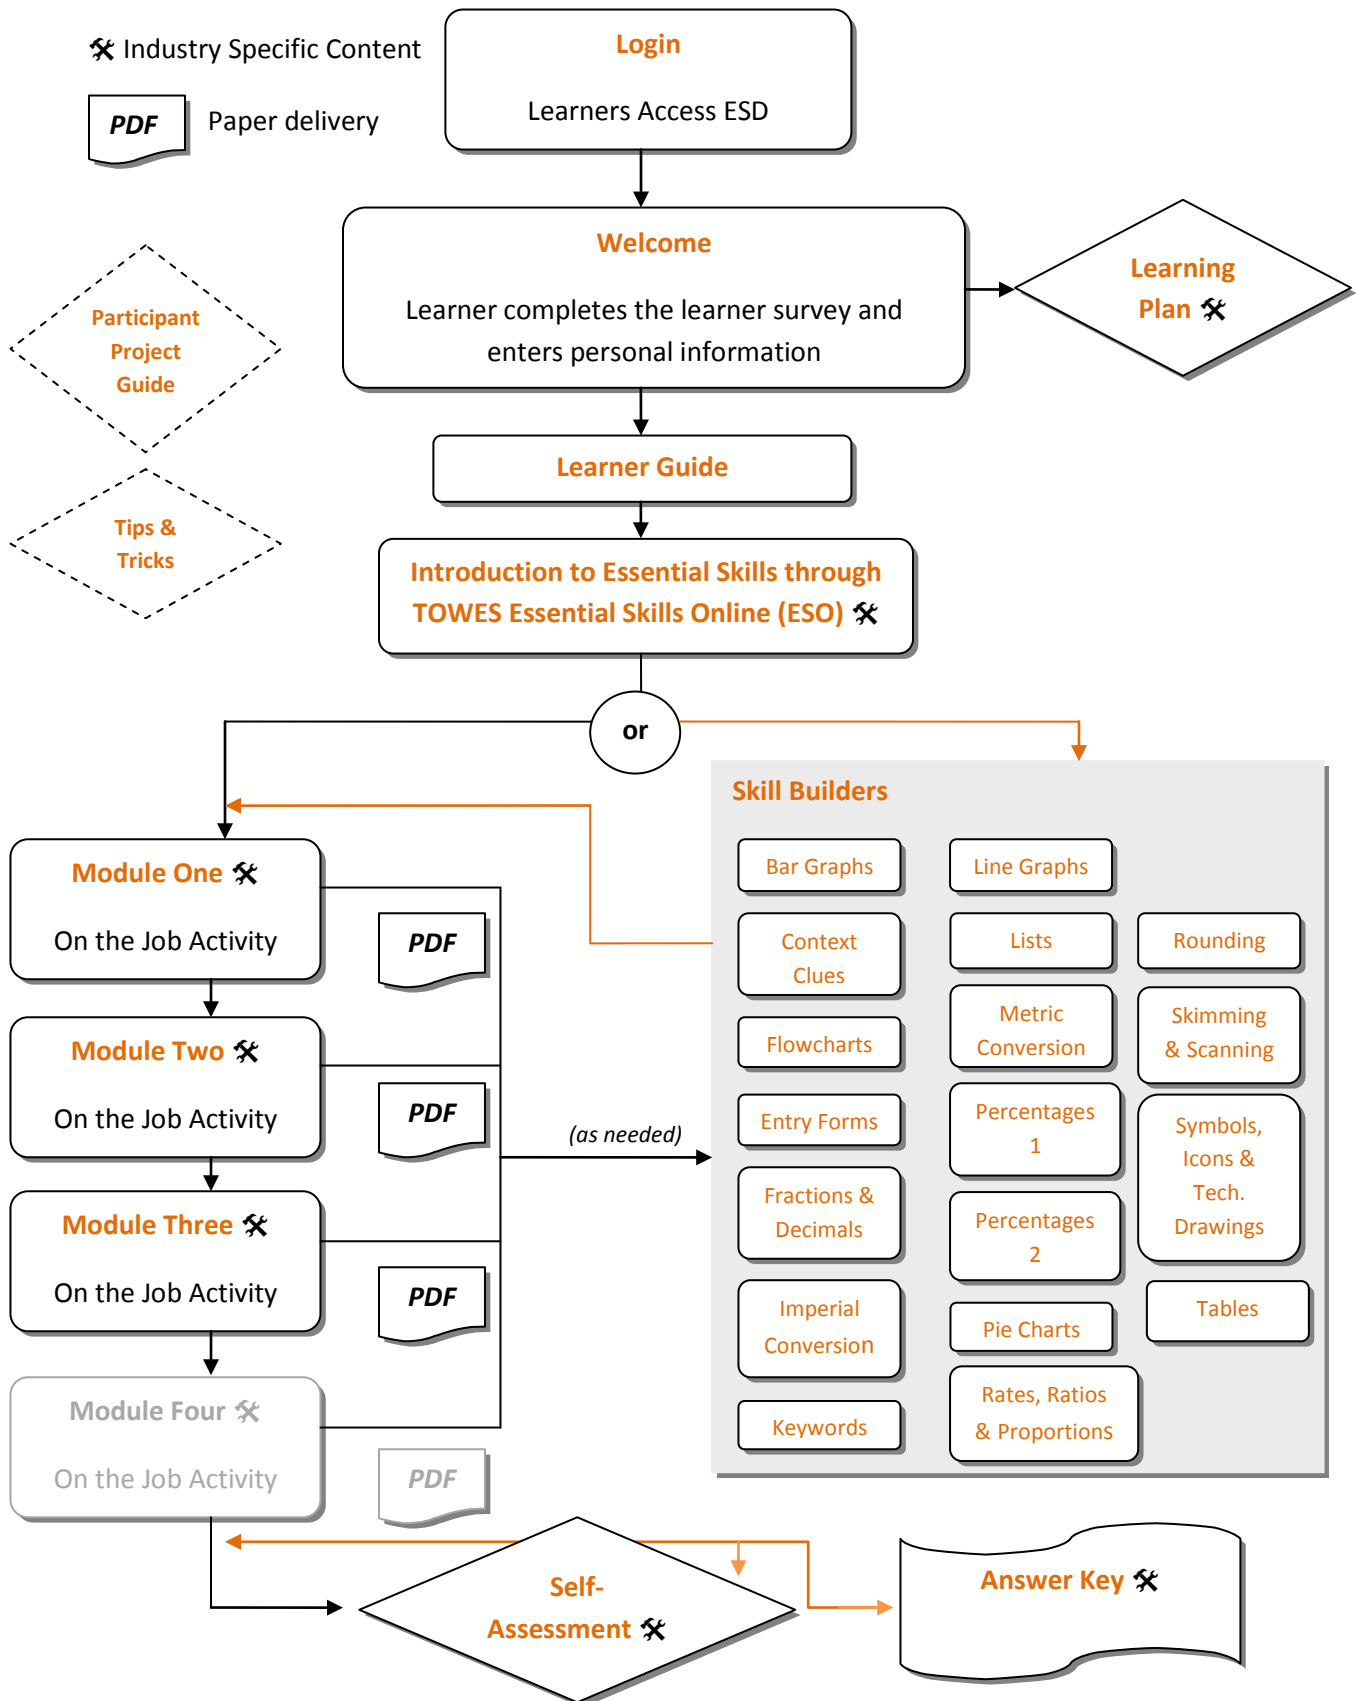 🛠 Industry Specific Content
PDF
Paper delivery
Login
Learners Access ESD
Welcome
Learner completes the learner survey and
enters personal information
Learning
Plan 🛠
Participant
Project
Guide
Tips &
Tricks
Learner Guide
Introduction to Essential Skills through
TOWES Essential Skills Online (ESO) 🛠
or
Module One 🛠
On the Job Activity
PDF
Module Two 🛠
On the Job Activity
PDF
Module Three 🛠
On the Job Activity
PDF
Module Four 🛠
On the Job Activity
PDF
(as needed)
Skill Builders
Bar Graphs
Context
Clues
Flowcharts
Entry Forms
Fractions &
Decimals
Imperial
Conversion
Keywords
Line Graphs
Lists
Metric
Conversion
Percentages
1
Percentages
2
Pie Charts
Rates, Ratios
& Proportions
Rounding
Skimming
& Scanning
Symbols,
Icons &
Tech.
Drawings
Tables
Self-
Assessment 🛠
Answer Key 🛠